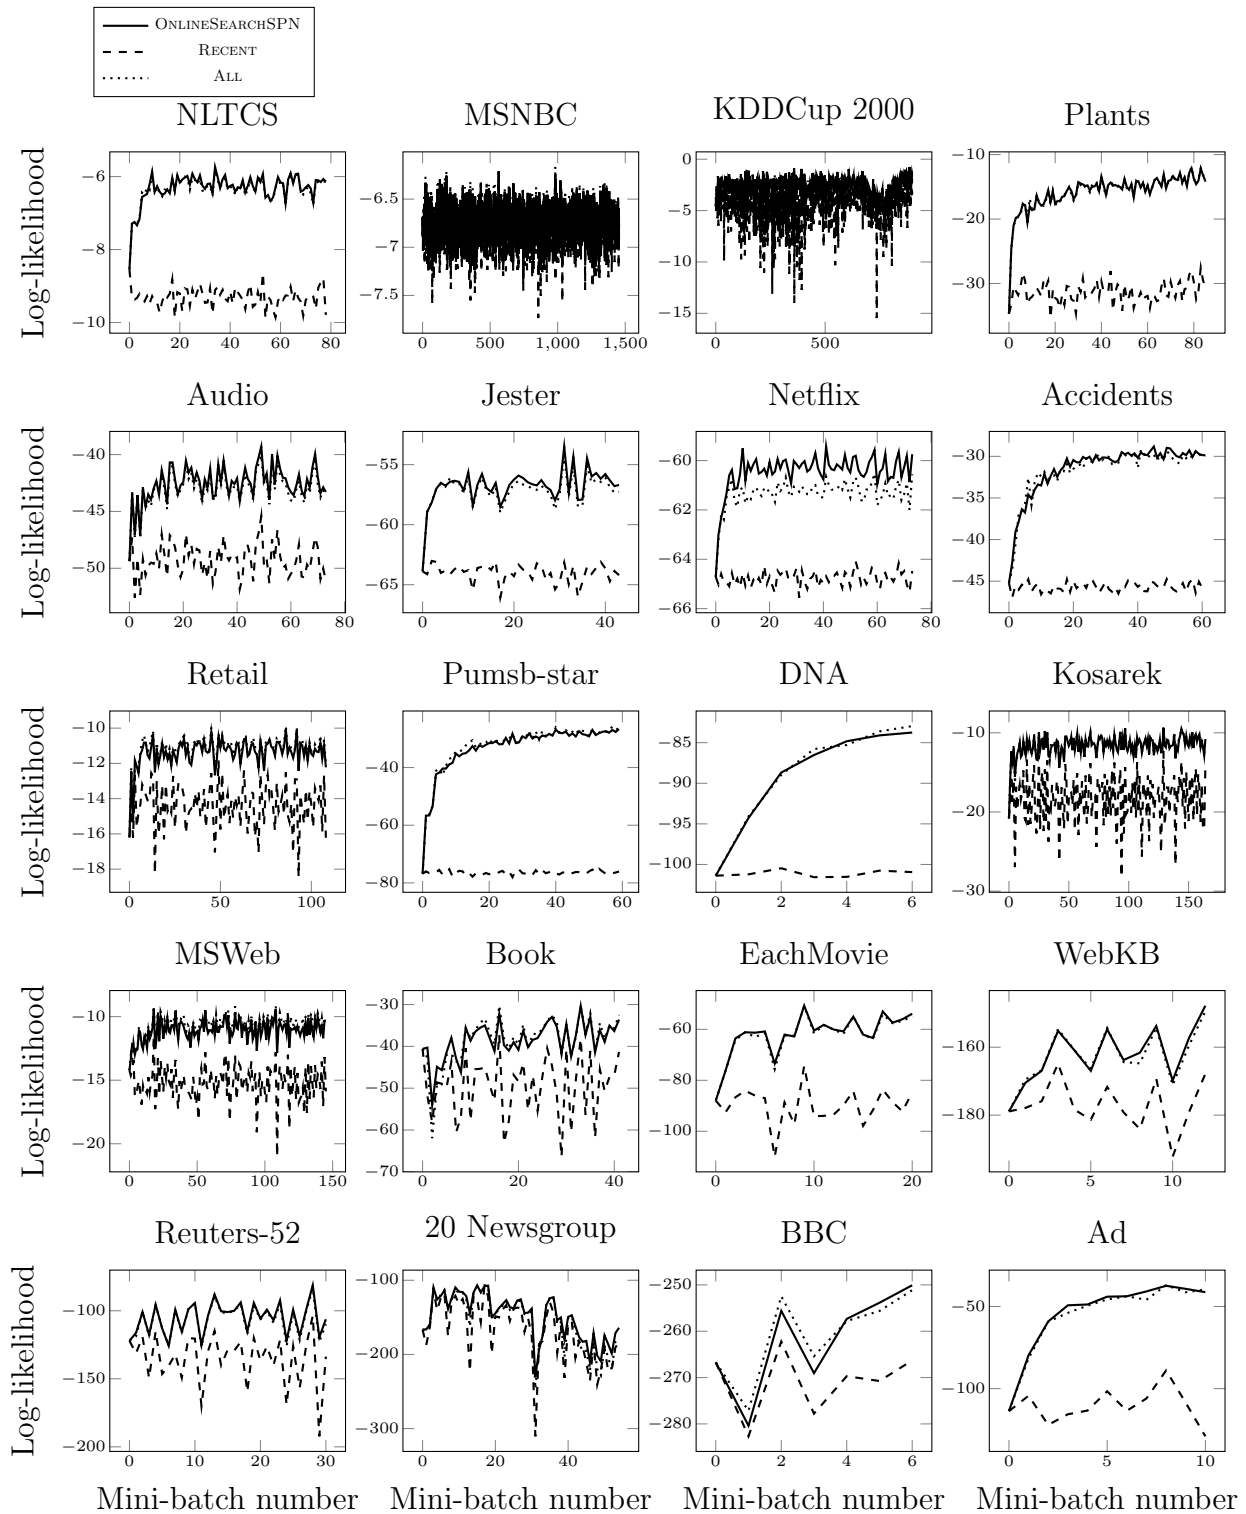 OnlineSearchSPN
Recent
All
NLTCS
MSNBC
KDDCup 2000
Plants
Log-likelihood
−6
−8
−10
0 20 40 60 80
−6.5
−7
−7.5
0 500 1,000 1,500
0
−5
−10
−15
0 500
−10
−20
−30
0 20 40 60 80
Audio
Jester
Netflix
Accidents
Log-likelihood
−40
−45
−50
0 20 40 60 80
−55
−60
−65
0 20 40
−60
−62
−64
−66
0 20 40 60 80
−30
−35
−40
−45
0 20 40 60
Retail
Pumsb-star
DNA
Kosarek
Log-likelihood
−10
−12
−14
−16
−18
0 50 100
−40
−60
−80
0 20 40 60
−85
−90
−95
−100
0 2 4 6
−10
−20
−30
0 50 100 150
MSWeb
Book
EachMovie
WebKB
Log-likelihood
−10
−15
−20
0 50 100 150
−30
−40
−50
−60
−70
0 20 40
−60
−80
−100
0 10 20
−160
−180
0 5 10
Reuters-52
20 Newsgroup
BBC
Ad
Log-likelihood
−100
−150
−200
0 10 20 30
−100
−200
−300
0 20 40
−250
−260
−270
−280
0 2 4 6
−50
−100
0 5 10
Mini-batch number
Mini-batch number
Mini-batch number
Mini-batch number